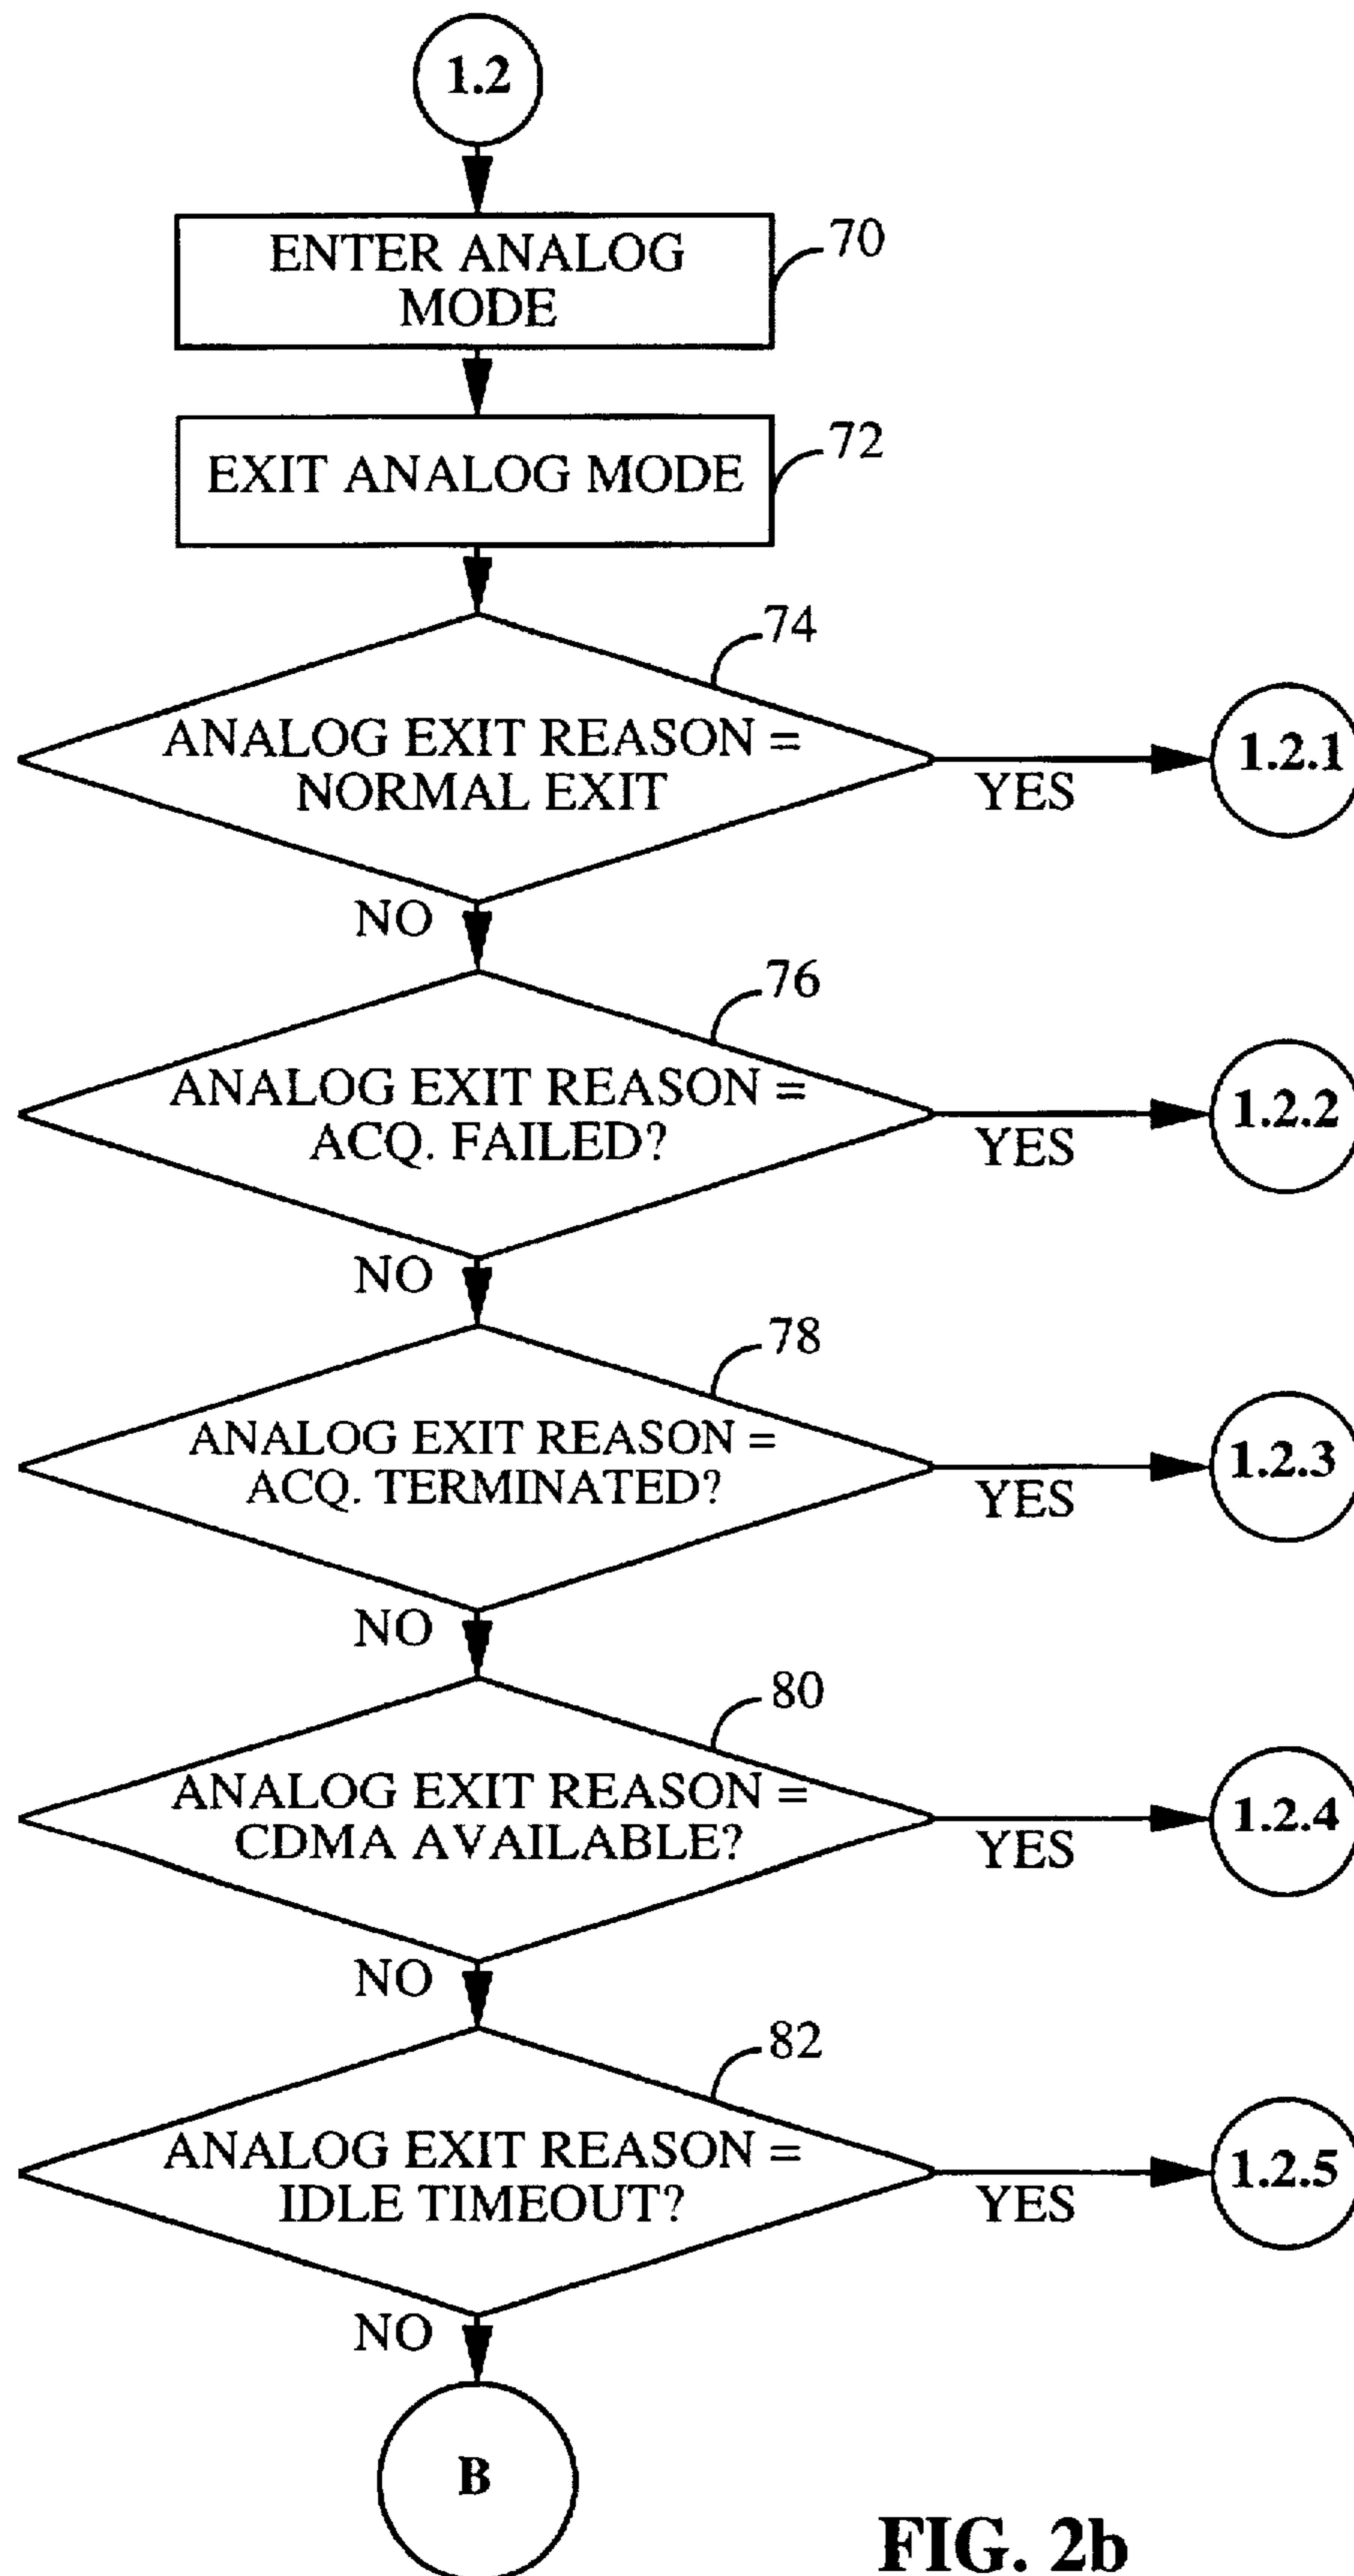 1.2
ENTER ANALOG
MODE
70
EXIT ANALOG MODE
72
74
ANALOG EXIT REASON =
NORMAL EXIT
YES
1.2.1
NO
76
ANALOG EXIT REASON =
ACQ. FAILED?
YES
1.2.2
NO
78
ANALOG EXIT REASON =
ACQ. TERMINATED?
YES
1.2.3
NO
80
ANALOG EXIT REASON =
CDMA AVAILABLE?
YES
1.2.4
NO
82
ANALOG EXIT REASON =
IDLE TIMEOUT?
YES
1.2.5
NO
B
FIG. 2b